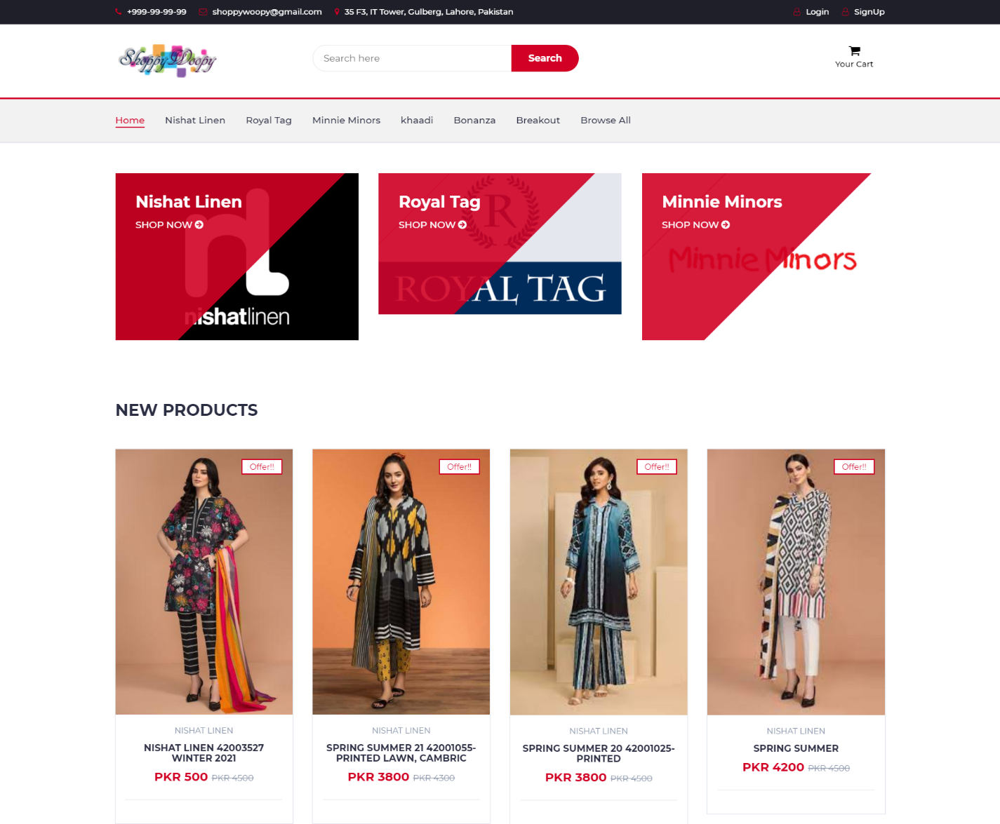 +999-99-99-99 shoppywoopy@gmail.com 35 F3, IT Tower, Gulberg, Lahore, Pakistan Login SignUp
ShoppyWoopy Search here Search Your Cart
Home Nishat Linen Royal Tag Minnie Minors khaadi Bonanza Breakout Browse All
Nishat Linen
SHOP NOW
nishatlinen
Royal Tag
SHOP NOW
R
ROYAL TAG
Minnie Minors
SHOP NOW
Minnie Minors
NEW PRODUCTS
Offer!!
NISHAT LINEN
NISHAT LINEN 42003527
WINTER 2021
PKR 500 PKR 4500
Offer!!
NISHAT LINEN
SPRING SUMMER 21 42001055-
PRINTED LAWN, CAMBRIC
PKR 3800 PKR 4300
Offer!!
NISHAT LINEN
SPRING SUMMER 20 42001025-
PRINTED
PKR 3800 PKR 4500
Offer!!
NISHAT LINEN
SPRING SUMMER
PKR 4200 PKR 4500